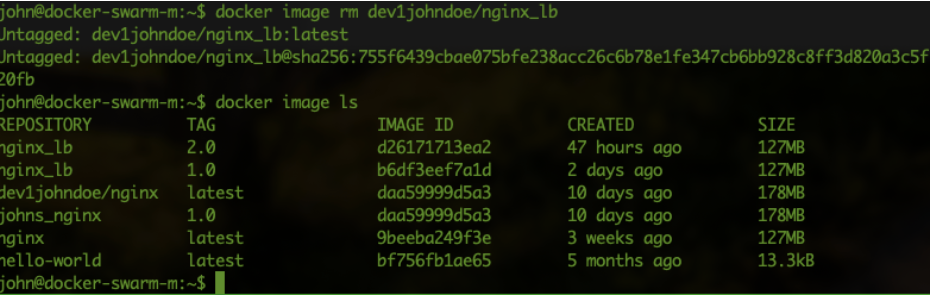 john@docker-swarm-m:~$ docker image rm dev1johndoe/nginx_lb
Untagged: dev1johndoe/nginx_lb:latest
Untagged: dev1johndoe/nginx_lb@sha256:755f6439cbae075bfe238acc26c6b78e1fe347cb6bb928c8ff3d820a3c5f
20fb
john@docker-swarm-m:~$ docker image ls
REPOSITORY TAG IMAGE ID CREATED SIZE
nginx_lb 2.0 d26171713ea2 47 hours ago 127MB
nginx_lb 1.0 b6df3eef7a1d 2 days ago 127MB
dev1johndoe/nginx latest daa59999d5a3 10 days ago 178MB
johns_nginx 1.0 daa59999d5a3 10 days ago 178MB
nginx latest 9beeba249f3e 3 weeks ago 127MB
hello-world latest bf756fb1ae65 5 months ago 13.3kB
john@docker-swarm-m:~$